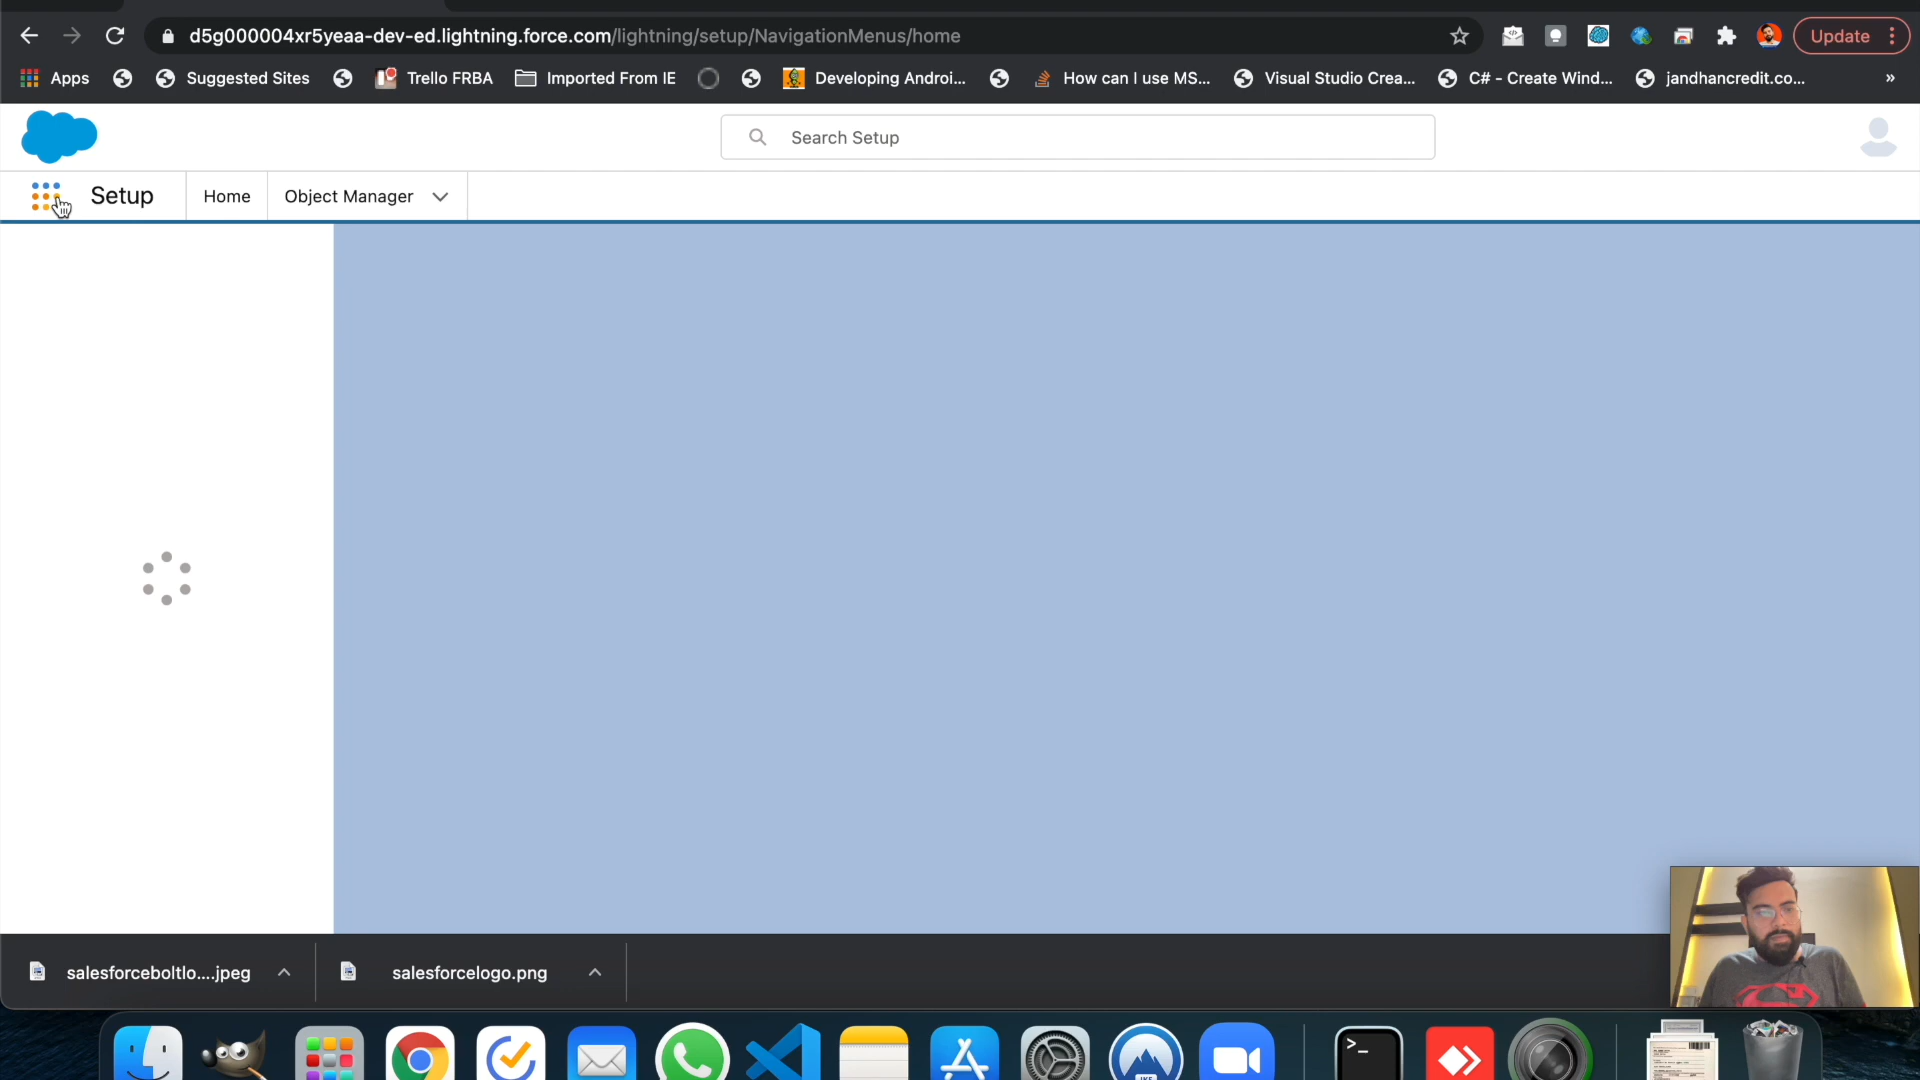 d5g000004xr5yeaa-dev-ed.lightning.force.com/lightning/setup/NavigationMenus/home
Update
Apps
Suggested Sites
Trello FRBA
Imported From IE
Developing Androi...
How can I use MS...
Visual Studio Crea...
C# - Create Wind...
jandhancredit.co...
»
Search Setup
Setup
Home
Object Manager
salesforceboltlo....jpeg
salesforcelogo.png
>_